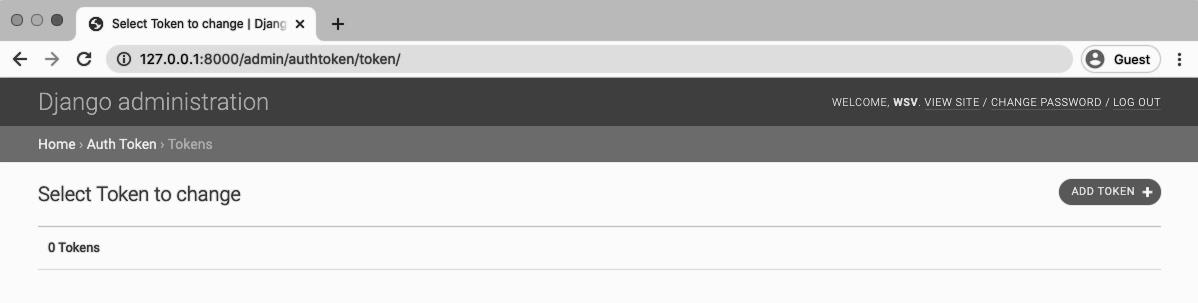 Select Token to change | Djang
127.0.0.1:8000/admin/authtoken/token/
Guest
Django administration
WELCOME, WSV. VIEW SITE / CHANGE PASSWORD / LOG OUT
Home › Auth Token › Tokens
Select Token to change
ADD TOKEN +
0 Tokens